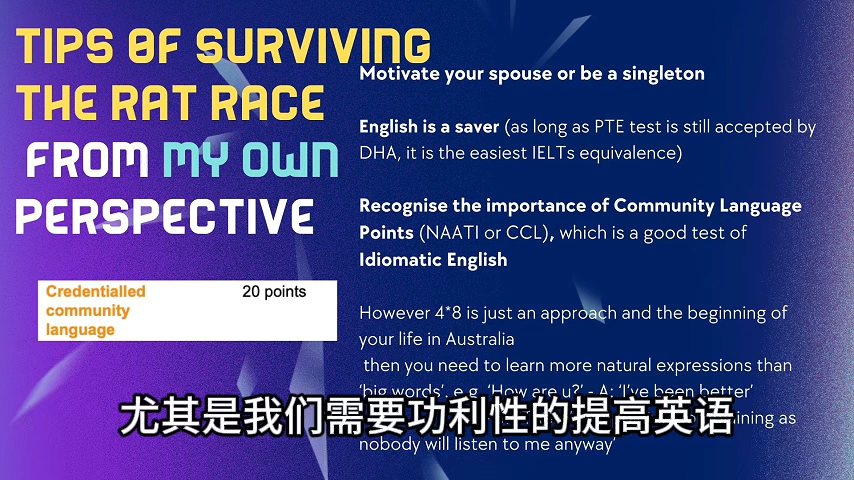 TIPS OF SURVIVING
THE RAT RACE
FROM MY OWN
PERSPECTIVE
Credentialled
community
language
20 points
Motivate your spouse or be a singleton
English is a saver (as long as PTE test is still accepted by
DHA, it is the easiest IELTs equivalence)
Recognise the importance of Community Language
Points (NAATI or CCL), which is a good test of
Idiomatic English
However 4*8 is just an approach and the beginning of
your life in Australia
then you need to learn more natural expressions than
'big words', e.g. 'How are u?' - A: 'I've been better'
as
nobody will listen to me anyway'
尤其是我们需要功利性的提高英语